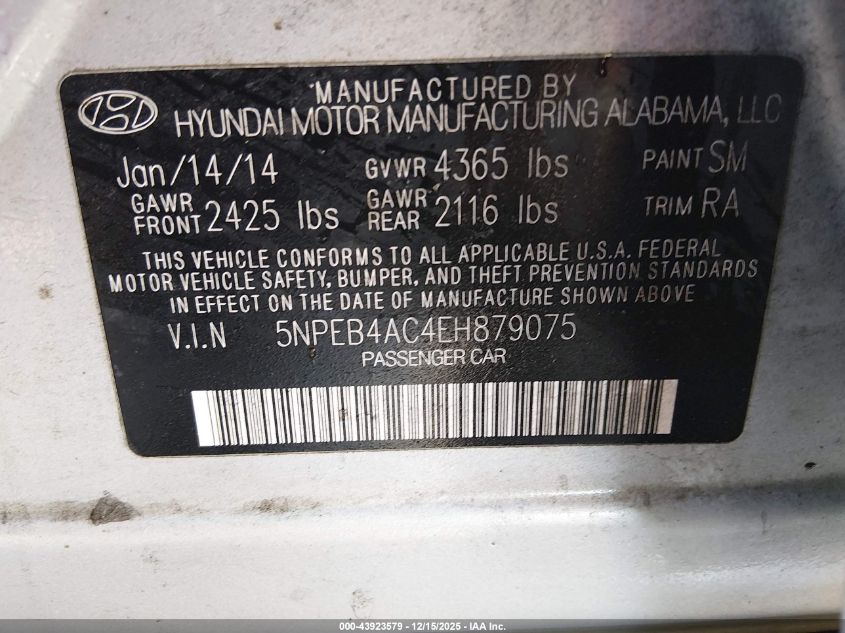 MANUFACTURED BY
HYUNDAI MOTOR MANUFACTURING ALABAMA, LLC
Jan/14/14 GVWR 4365 lbs PAINT SM
GAWR FRONT 2425 lbs GAWR REAR 2116 lbs TRIM RA
THIS VEHICLE CONFORMS TO ALL APPLICABLE U.S.A. FEDERAL
MOTOR VEHICLE SAFETY, BUMPER, AND THEFT PREVENTION STANDARDS
IN EFFECT ON THE DATE OF MANUFACTURE SHOWN ABOVE
V.I.N 5NPEB4AC4EH879075
PASSENGER CAR
000-43923579 - 12/15/2025 - IAA Inc.